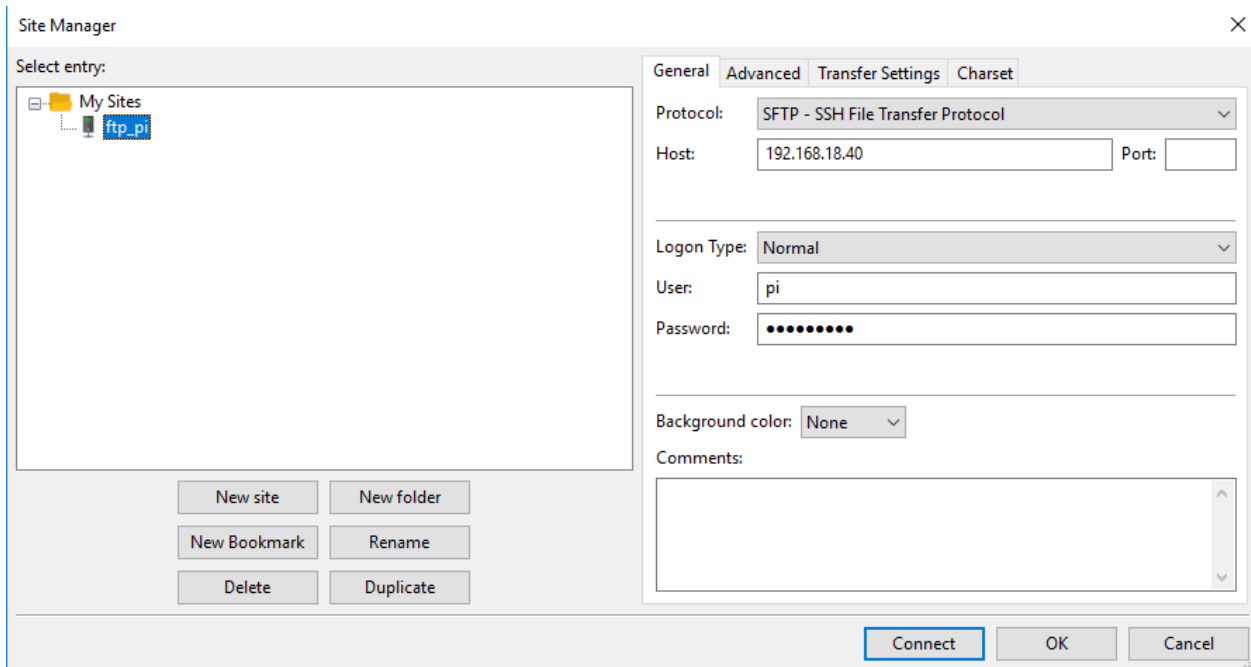 Site Manager
Select entry:
My Sites
ftp_pi
New site
New folder
New Bookmark
Rename
Delete
Duplicate
General Advanced Transfer Settings Charset
Protocol: SFTP - SSH File Transfer Protocol
Host: 192.168.18.40 Port:
Logon Type: Normal
User: pi
Password: ●●●●●●●●●
Background color: None
Comments:
Connect OK Cancel